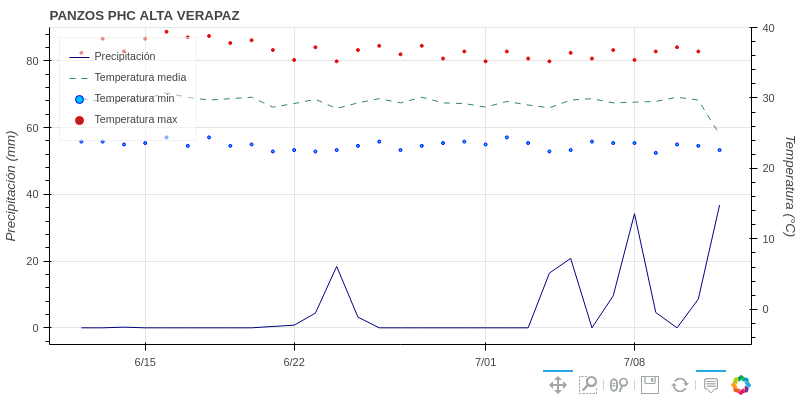 PANZOS PHC ALTA VERAPAZ
Precipitación
Temperatura media
Temperatura min
Temperatura max
80
60
40
20
0
Precipitación (mm)
40
30
20
10
0
Temperatura (°C)
6/15
6/22
7/01
7/08